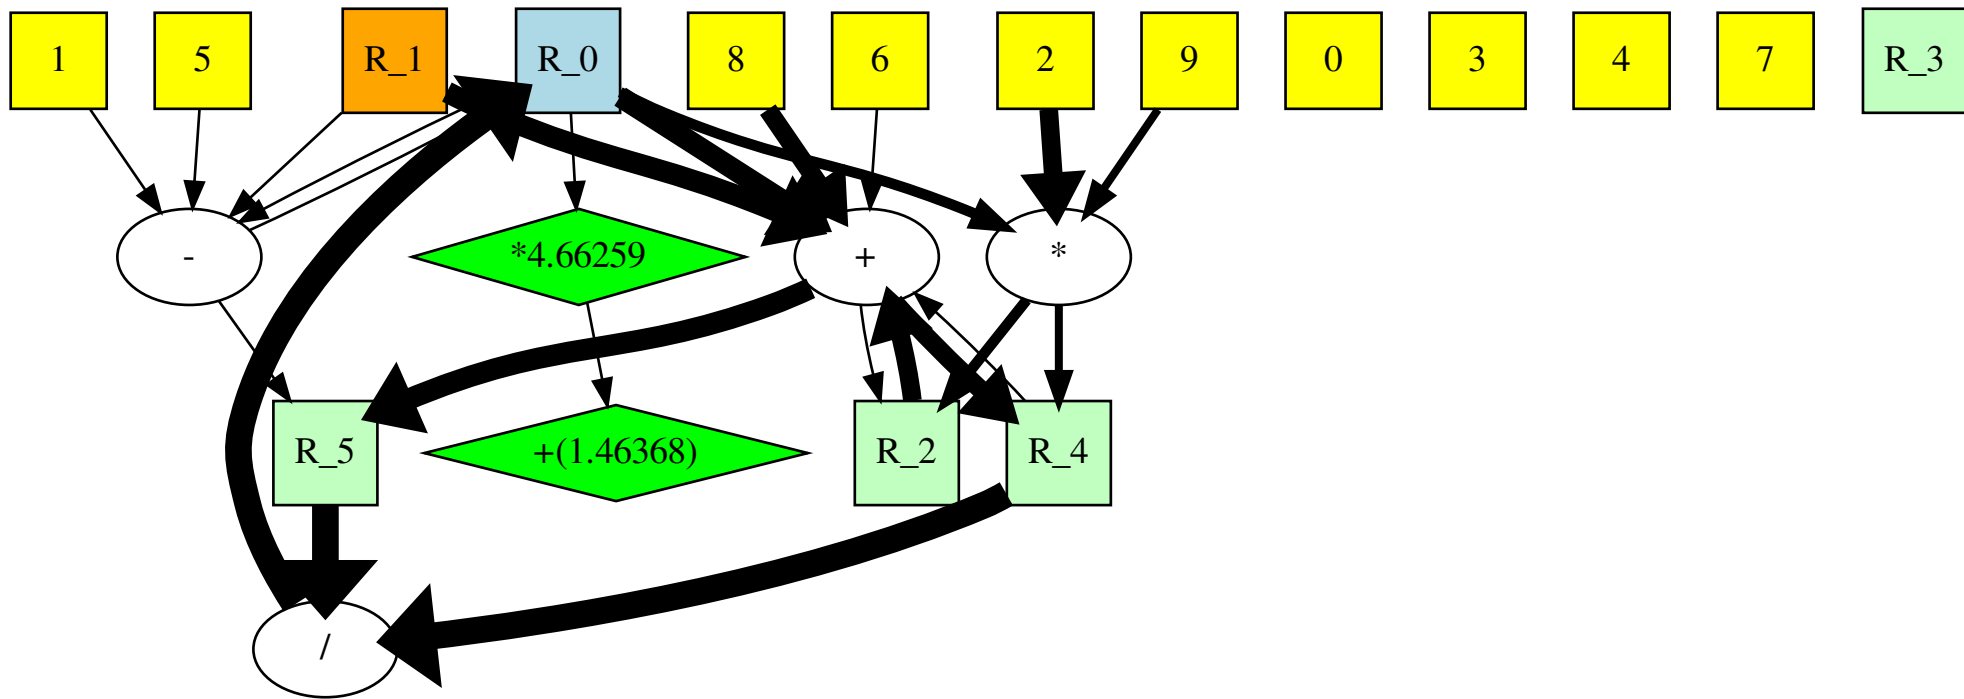 1 5 R_1 R_0 8 6 2 9 0 3 4 7 R_3
- *4.66259 + *
R_5 +(1.46368) R_2 R_4
/